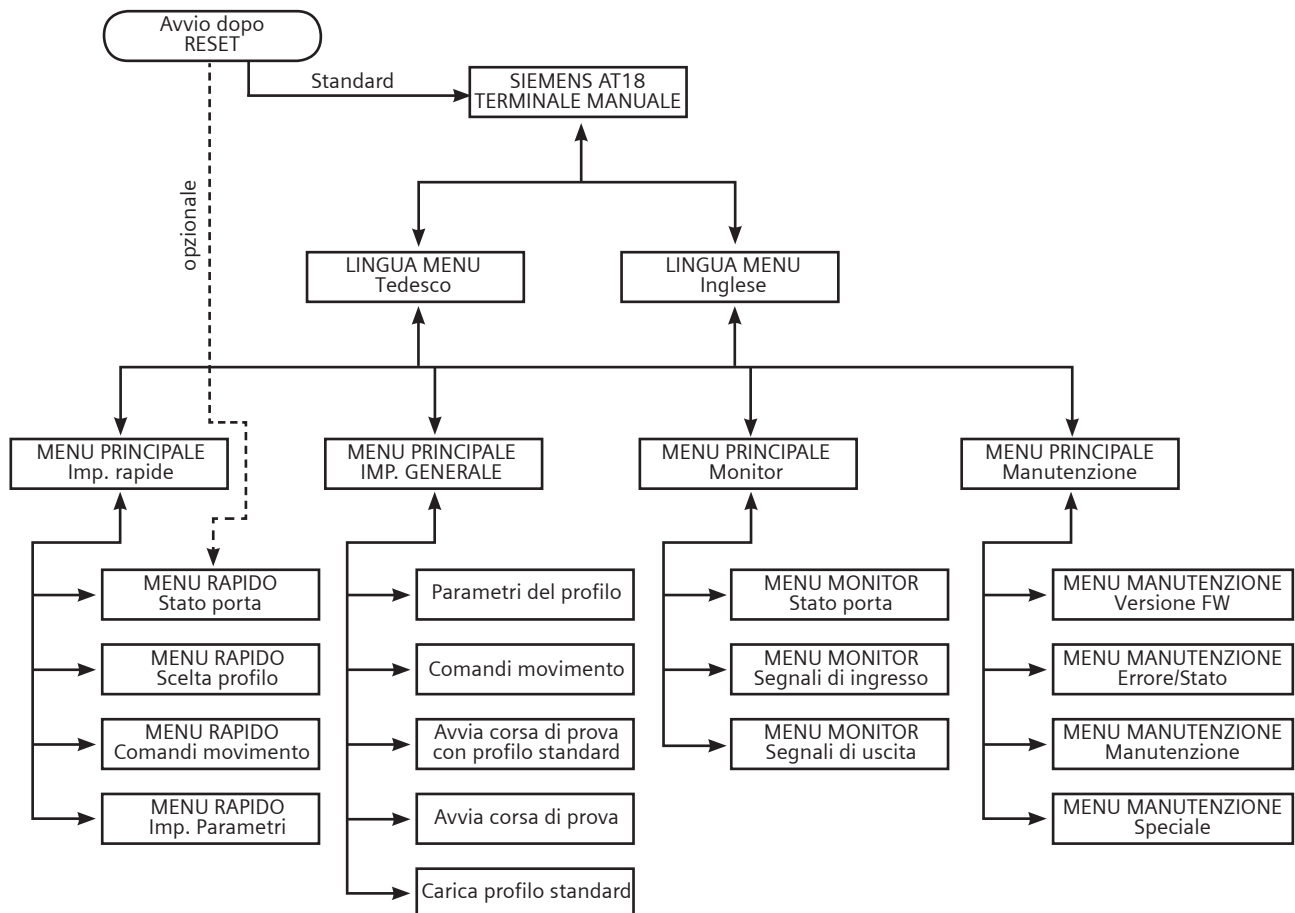 Avvio dopo
RESET
Standard
SIEMENS AT18
TERMINALE MANUALE
opzionale
LINGUA MENU
Tedesco
LINGUA MENU
Inglese
MENU PRINCIPALE
Imp. rapide
MENU PRINCIPALE
IMP. GENERALE
MENU PRINCIPALE
Monitor
MENU PRINCIPALE
Manutenzione
MENU RAPIDO
Stato porta
MENU RAPIDO
Scelta profilo
MENU RAPIDO
Comandi movimento
MENU RAPIDO
Imp. Parametri
Parametri del profilo
Comandi movimento
Avvia corsa di prova
con profilo standard
Avvia corsa di prova
Carica profilo standard
MENU MONITOR
Stato porta
MENU MONITOR
Segnali di ingresso
MENU MONITOR
Segnali di uscita
MENU MANUTENZIONE
Versione FW
MENU MANUTENZIONE
Errore/Stato
MENU MANUTENZIONE
Manutenzione
MENU MANUTENZIONE
Speciale